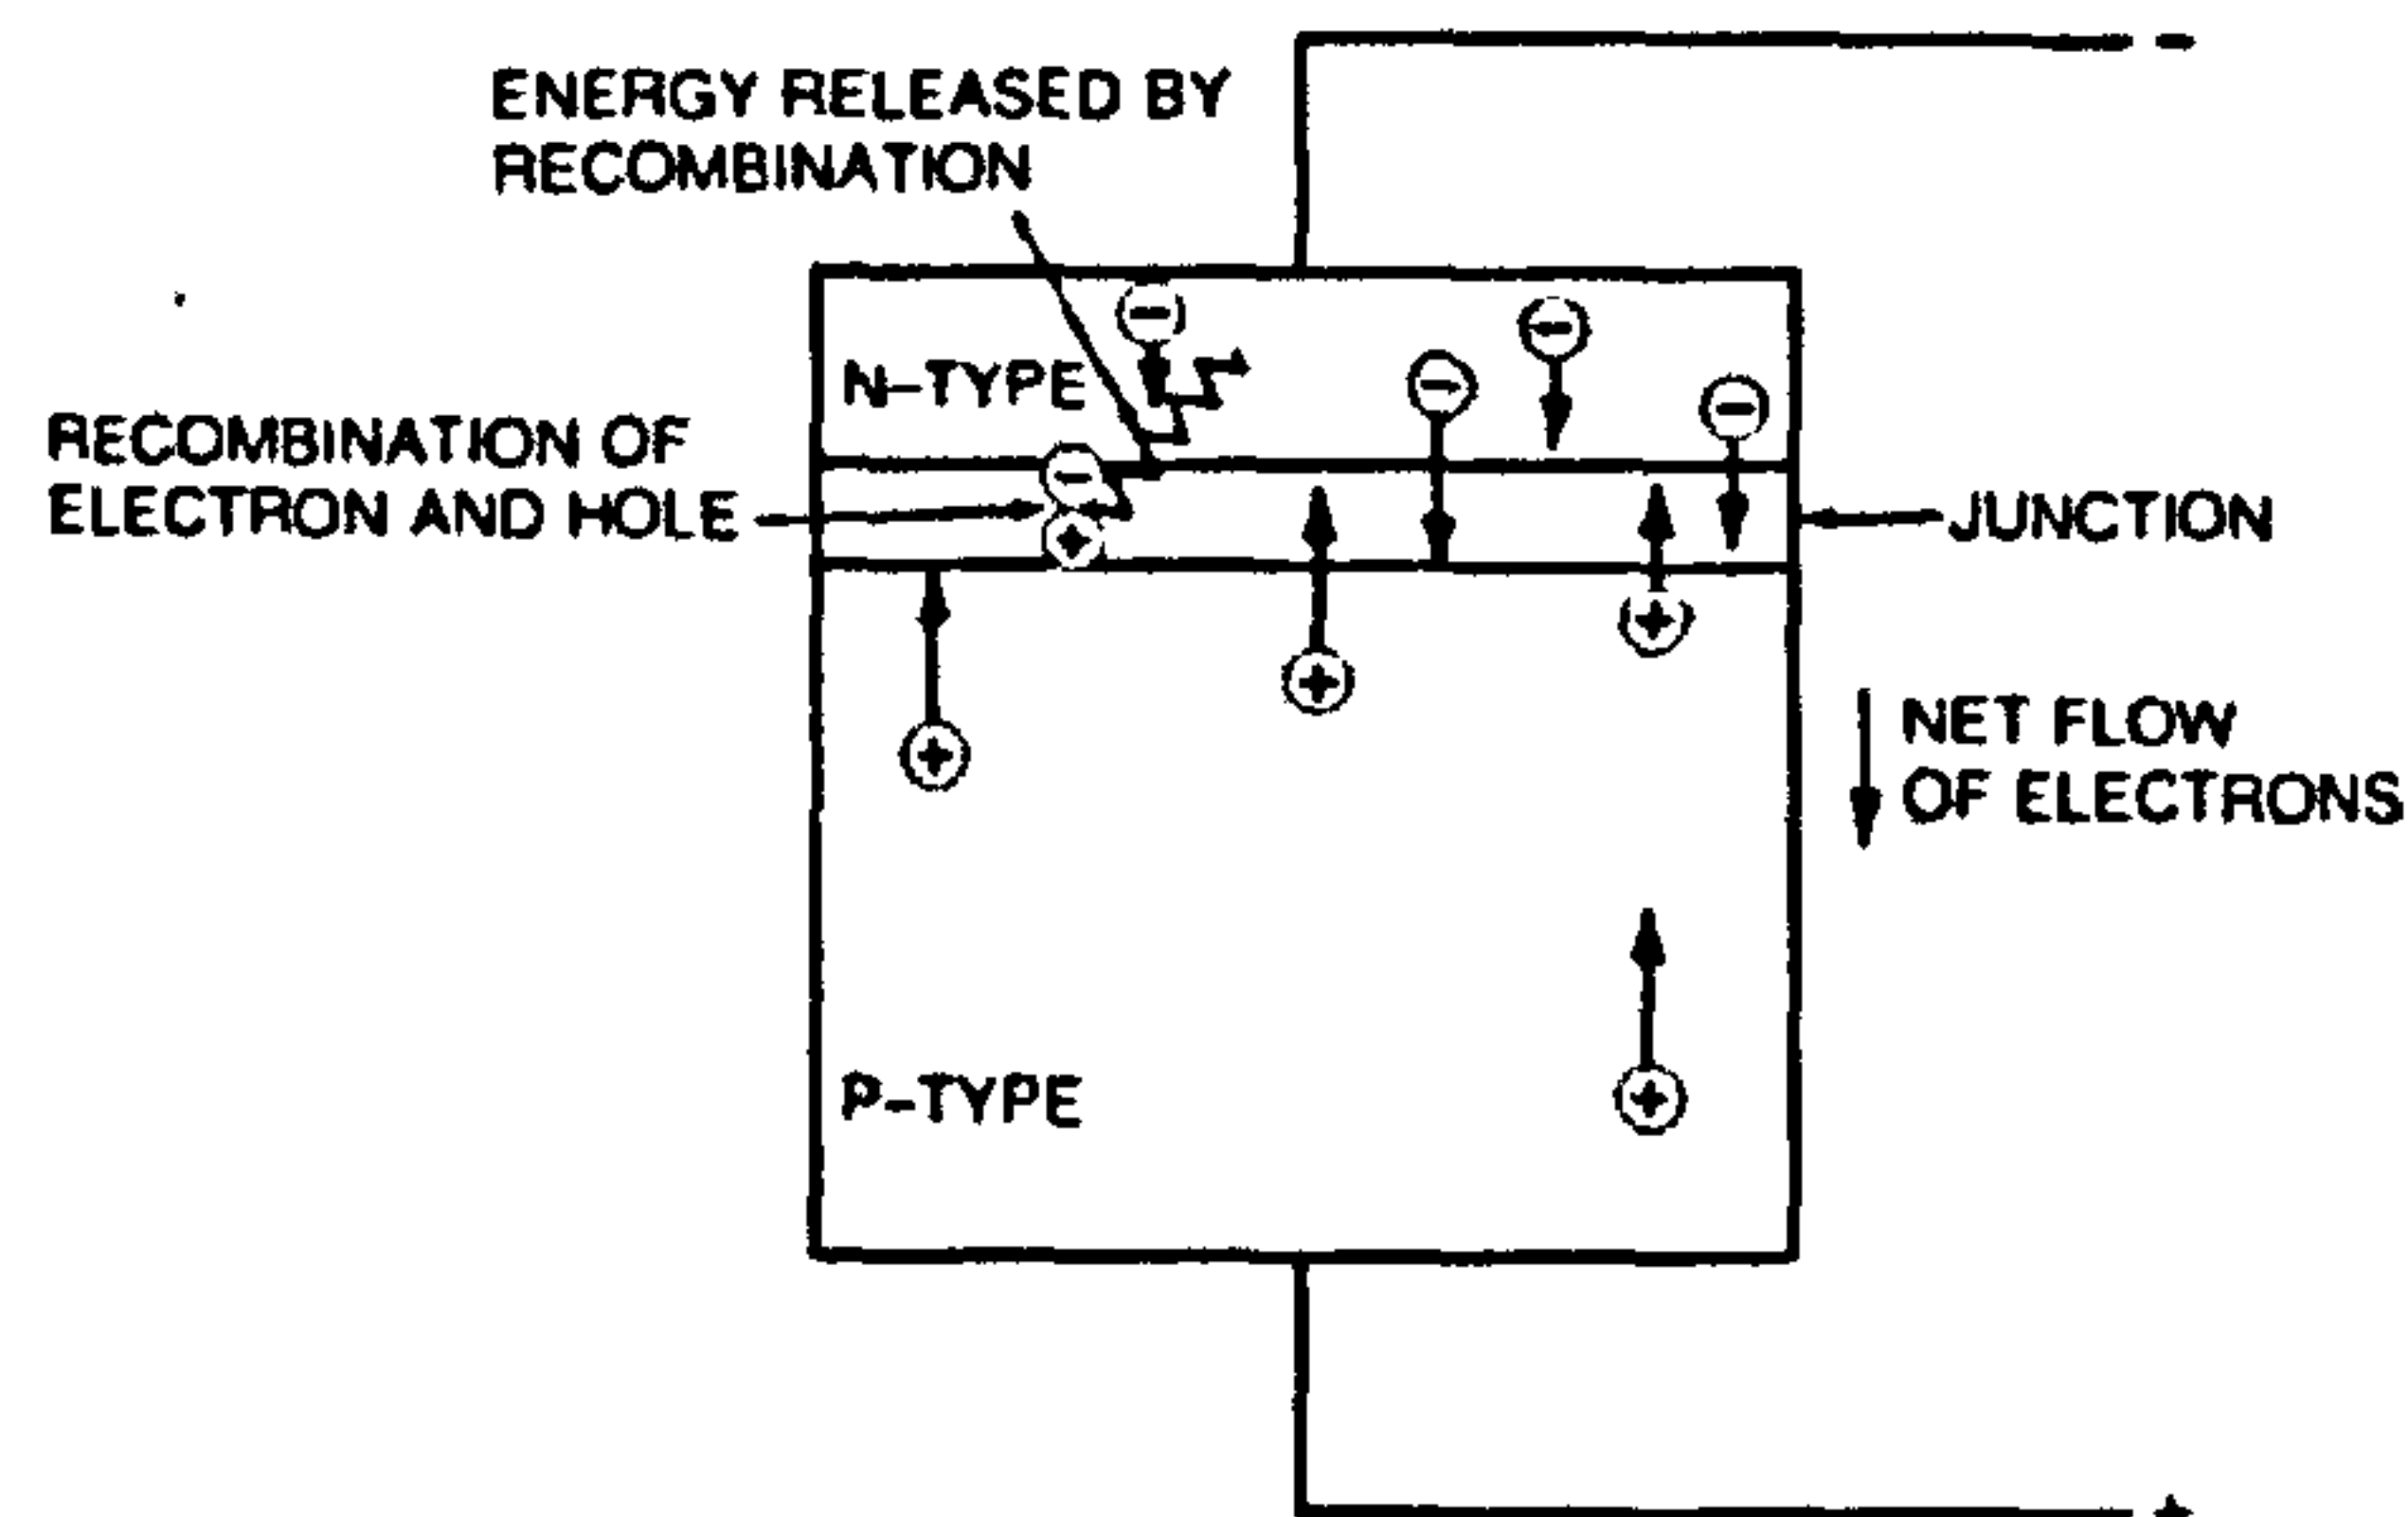 ENERGY RELEASED BY
RECOMBINATION
N-TYPE
RECOMBINATION OF
ELECTRON AND HOLE
JUNCTION
NET FLOW
OF ELECTRONS
P-TYPE